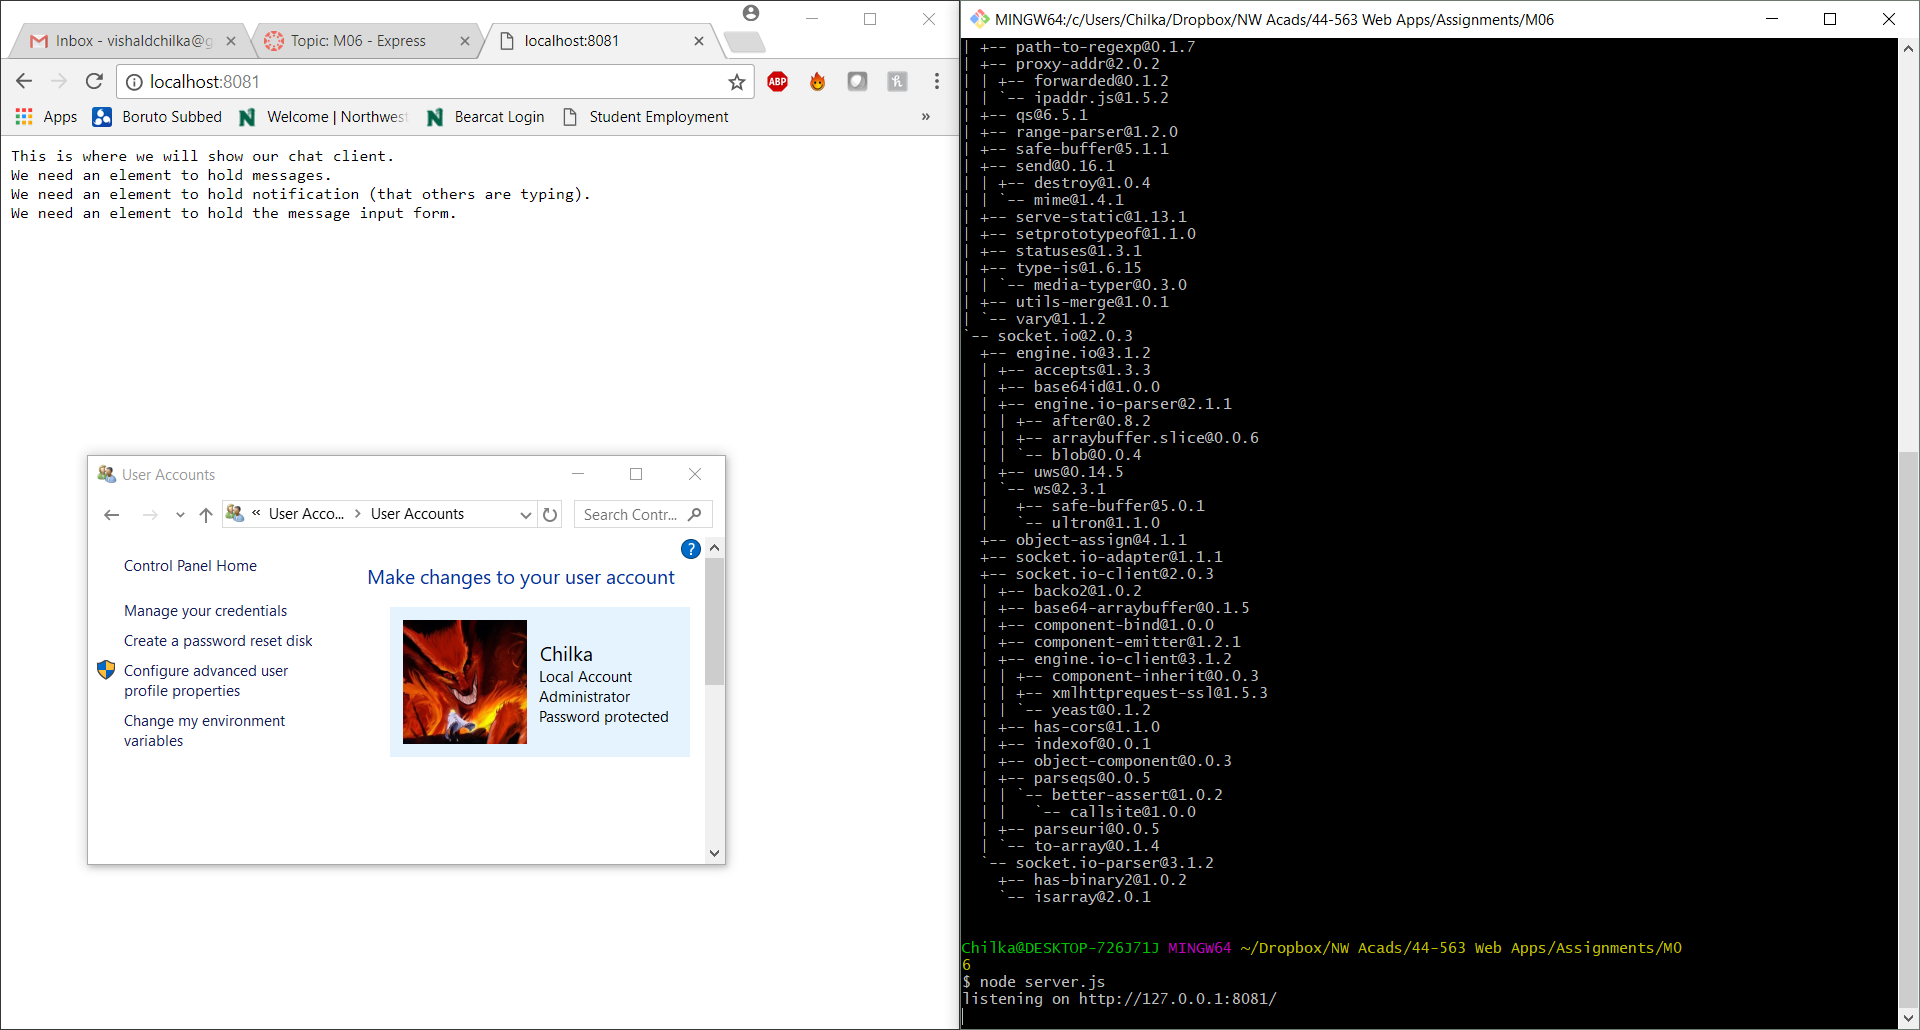 Inbox - vishaldchilka@g
Topic: M06 - Express
localhost:8081
localhost:8081
ABP
Apps
Boruto Subbed
Welcome | Northwest
Bearcat Login
Student Employment
»
This is where we will show our chat client.
We need an element to hold messages.
We need an element to hold notification (that others are typing).
We need an element to hold the message input form.
User Accounts
« User Acco... > User Accounts
Search Contr...
Control Panel Home
Manage your credentials
Create a password reset disk
Configure advanced user
profile properties
Change my environment
variables
?
Make changes to your user account
Chilka
Local Account
Administrator
Password protected
MINGW64:/c/Users/Chilka/Dropbox/NW Acads/44-563 Web Apps/Assignments/M06
| +-- path-to-regexp@0.1.7
| +-- proxy-addr@2.0.2
| | +-- forwarded@0.1.2
| | `-- ipaddr.js@1.5.2
| +-- qs@6.5.1
| +-- range-parser@1.2.0
| +-- safe-buffer@5.1.1
| +-- send@0.16.1
| | +-- destroy@1.0.4
| | `-- mime@1.4.1
| +-- serve-static@1.13.1
| +-- setprototypeof@1.1.0
| +-- statuses@1.3.1
| +-- type-is@1.6.15
| | `-- media-typer@0.3.0
| +-- utils-merge@1.0.1
| `-- vary@1.1.2
`-- socket.io@2.0.3
  +-- engine.io@3.1.2
  | +-- accepts@1.3.3
  | +-- base64id@1.0.0
  | +-- engine.io-parser@2.1.1
  | | +-- after@0.8.2
  | | +-- arraybuffer.slice@0.0.6
  | | `-- blob@0.0.4
  | +-- uws@0.14.5
  | `-- ws@2.3.1
  |   +-- safe-buffer@5.0.1
  |   `-- ultron@1.1.0
  +-- object-assign@4.1.1
  +-- socket.io-adapter@1.1.1
  +-- socket.io-client@2.0.3
  | +-- backo2@1.0.2
  | +-- base64-arraybuffer@0.1.5
  | +-- component-bind@1.0.0
  | +-- component-emitter@1.2.1
  | +-- engine.io-client@3.1.2
  | | +-- component-inherit@0.0.3
  | | +-- xmlhttprequest-ssl@1.5.3
  | | `-- yeast@0.1.2
  | +-- has-cors@1.1.0
  | +-- indexof@0.0.1
  | +-- object-component@0.0.3
  | +-- parseqs@0.0.5
  | | `-- better-assert@1.0.2
  | |   `-- callsite@1.0.0
  | +-- parseuri@0.0.5
  | `-- to-array@0.1.4
  `-- socket.io-parser@3.1.2
    +-- has-binary2@1.0.2
    `-- isarray@2.0.1
Chilka@DESKTOP-726J71J MINGW64 ~/Dropbox/NW Acads/44-563 Web Apps/Assignments/M0
6
$ node server.js
listening on http://127.0.0.1:8081/